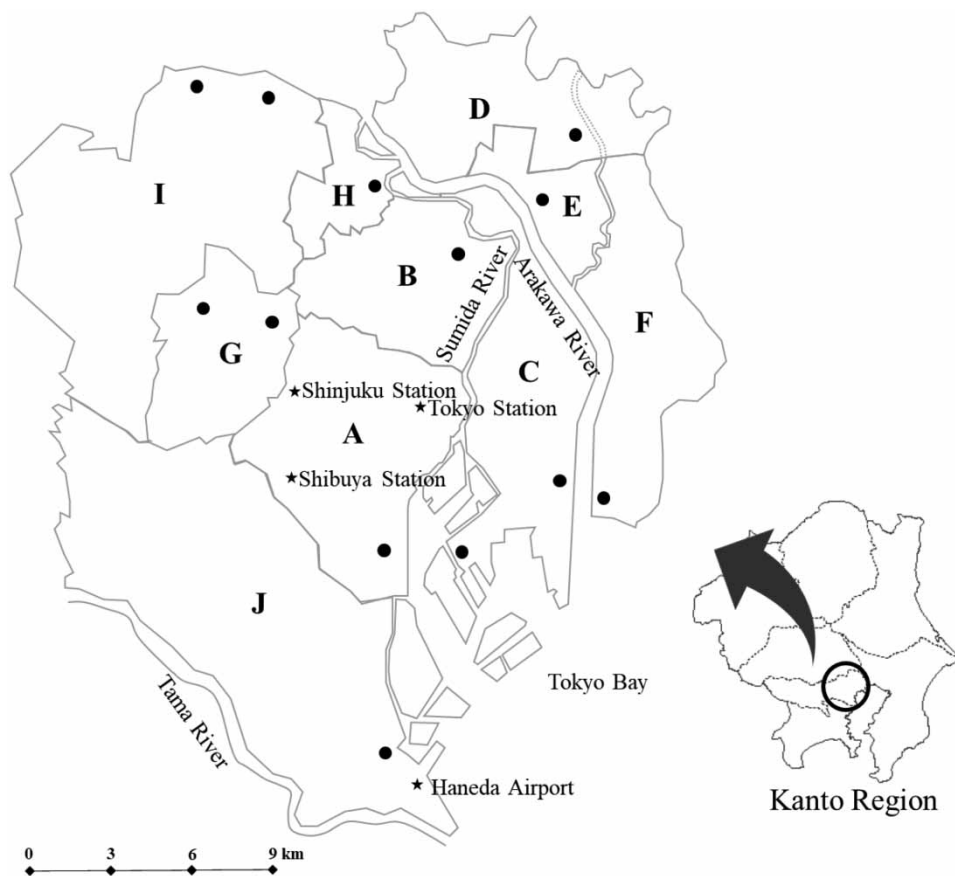 D
I
H
E
B
Sumida River
Arakawa River
F
G
C
★Shinjuku Station
★Tokyo Station
A
★Shibuya Station
J
Tama River
Tokyo Bay
★ Haneda Airport
Kanto Region
0 3 6 9 km